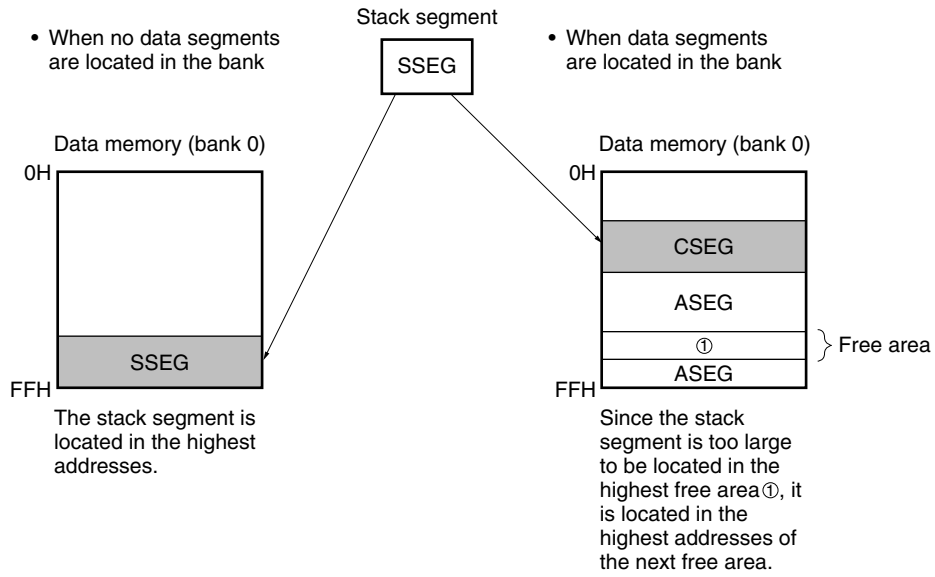 Stack segment
• When no data segments
are located in the bank
SSEG
• When data segments
are located in the bank
Data memory (bank 0)
0H
SSEG
FFH
The stack segment is
located in the highest
addresses.
Data memory (bank 0)
0H
CSEG
ASEG
①
Free area
ASEG
FFH
Since the stack
segment is too large
to be located in the
highest free area①, it
is located in the
highest addresses of
the next free area.